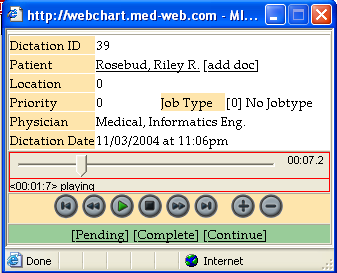 http://webchart.med-web.com - MI
Dictation ID 39
Patient Rosebud, Riley R. [add doc]
Location 0
Priority 0 Job Type [0] No Jobtype
Physician Medical, Informatics Eng.
Dictation Date 11/03/2004 at 11:06pm
00:07.2
<00:01:7> playing
[Pending] [Complete] [Continue]
Done Internet